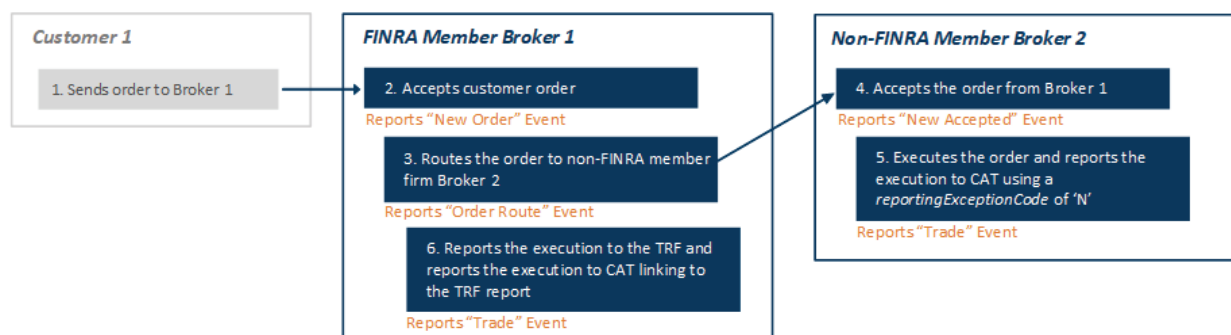 Customer 1
1. Sends order to Broker 1
FINRA Member Broker 1
2. Accepts customer order
Reports “New Order” Event
3. Routes the order to non-FINRA member
firm Broker 2
Reports “Order Route” Event
6. Reports the execution to the TRF and
reports the execution to CAT linking to
the TRF report
Reports “Trade” Event
Non-FINRA Member Broker 2
4. Accepts the order from Broker 1
Reports “New Accepted” Event
5. Executes the order and reports the
execution to CAT using a
reportingExceptionCode of ‘N’
Reports “Trade” Event